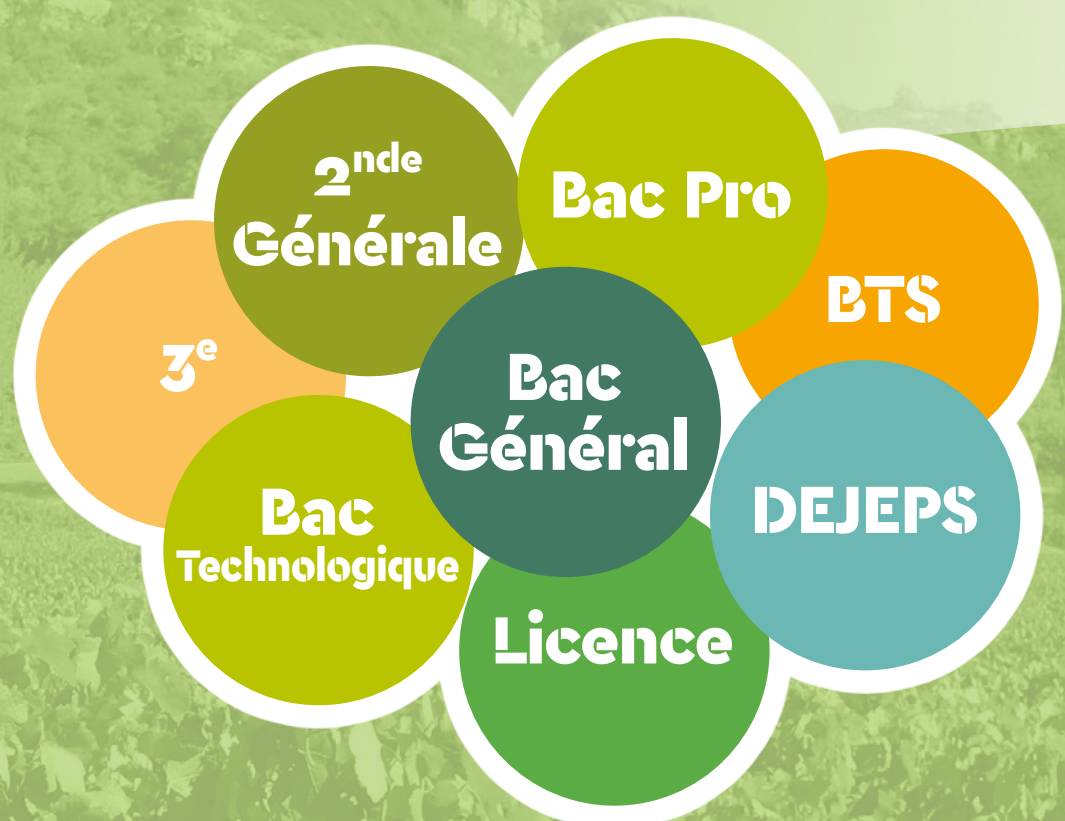 2nde
Générale
Bac Pro
BTS
3e
Bac
Général
Bac
Technologique
DEJEPS
Licence